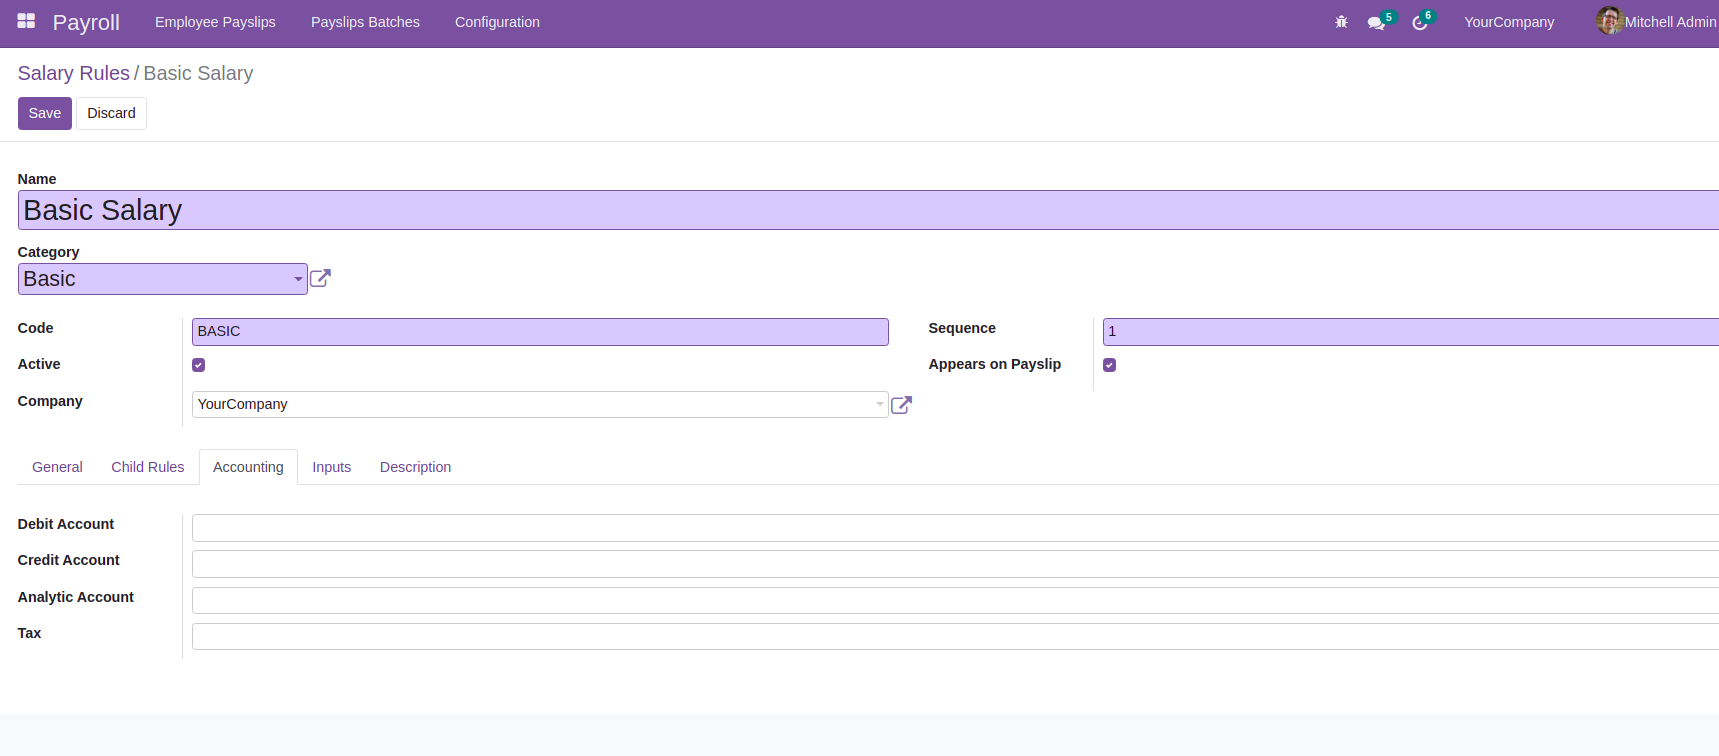 Payroll Employee Payslips Payslips Batches Configuration 5 6 YourCompany Mitchell Admin
Salary Rules / Basic Salary
Save Discard
Name
Basic Salary
Category
Basic
Code BASIC Sequence 1
Active Appears on Payslip
Company YourCompany
General Child Rules Accounting Inputs Description
Debit Account
Credit Account
Analytic Account
Tax